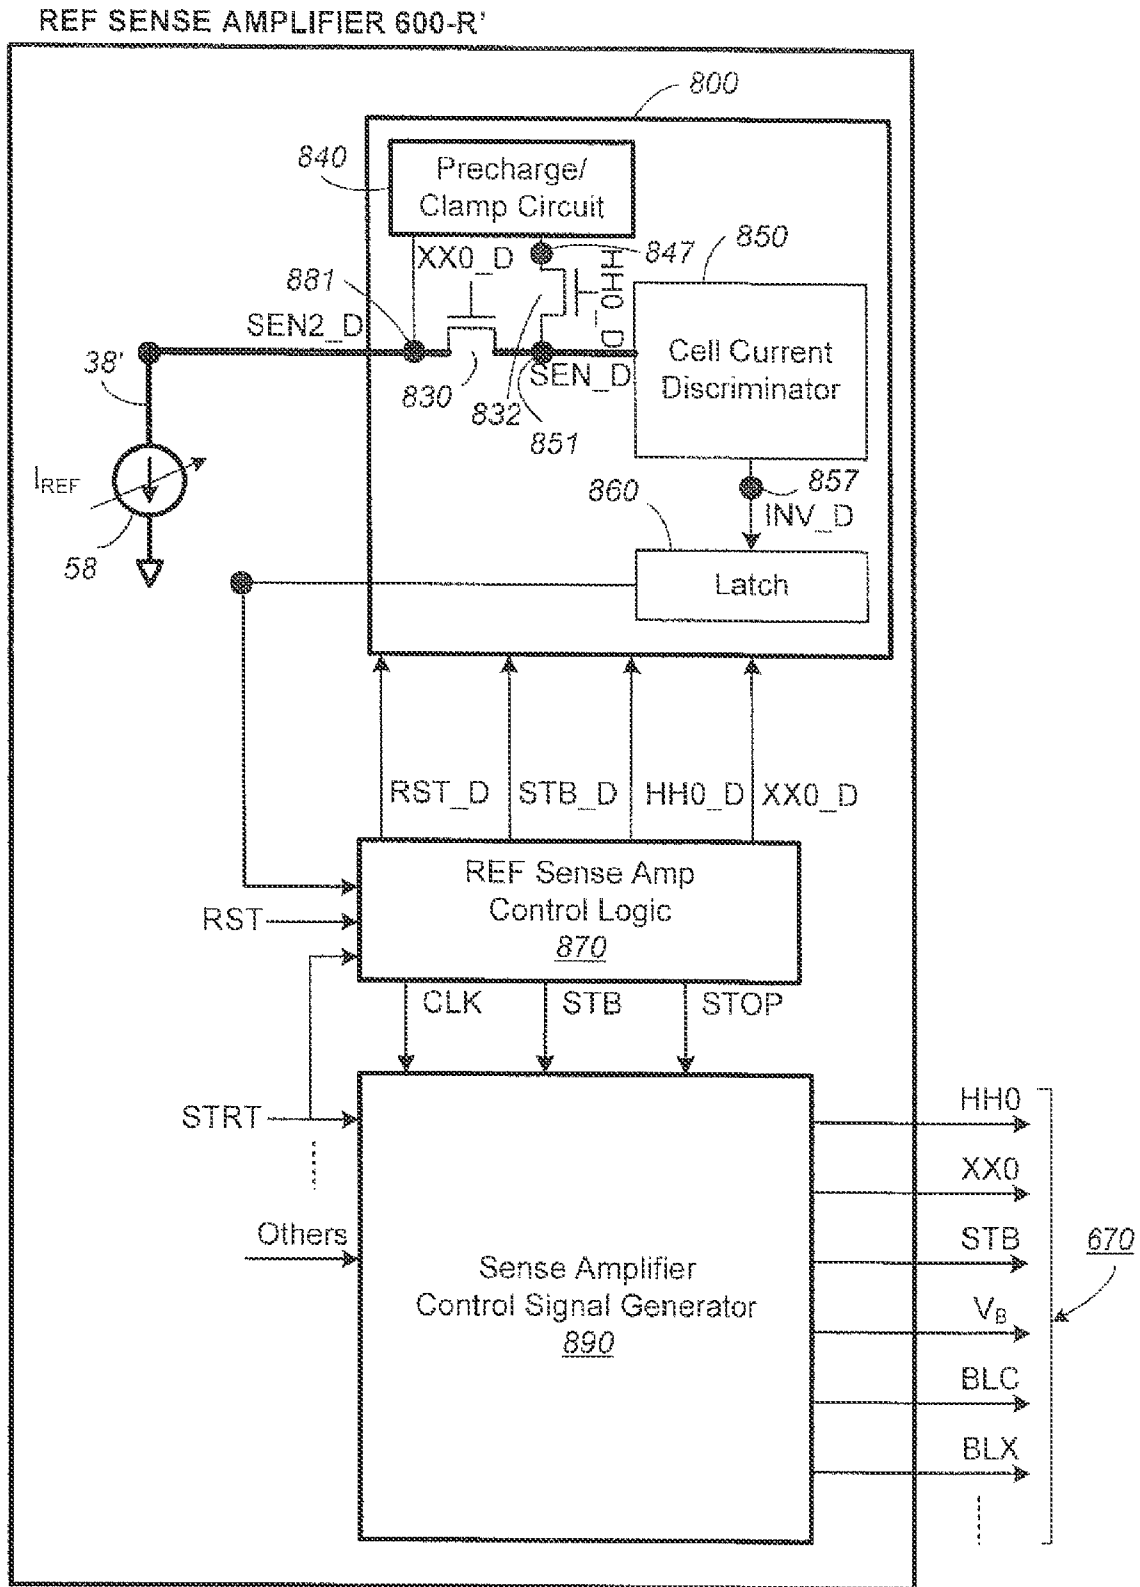 REF SENSE AMPLIFIER 600-R'
800
840
Precharge/
Clamp Circuit
XX0_D
847
HH0_D
850
881
SEN2_D
Cell Current
Discriminator
38'
830
832
SEN_D
851
I_REF
58
860
857
INV_D
Latch
RST_D
STB_D
HH0_D
XX0_D
REF Sense Amp
Control Logic
870
RST
CLK
STB
STOP
STRT
Others
Sense Amplifier
Control Signal Generator
890
HH0
XX0
STB
V_B
BLC
BLX
670